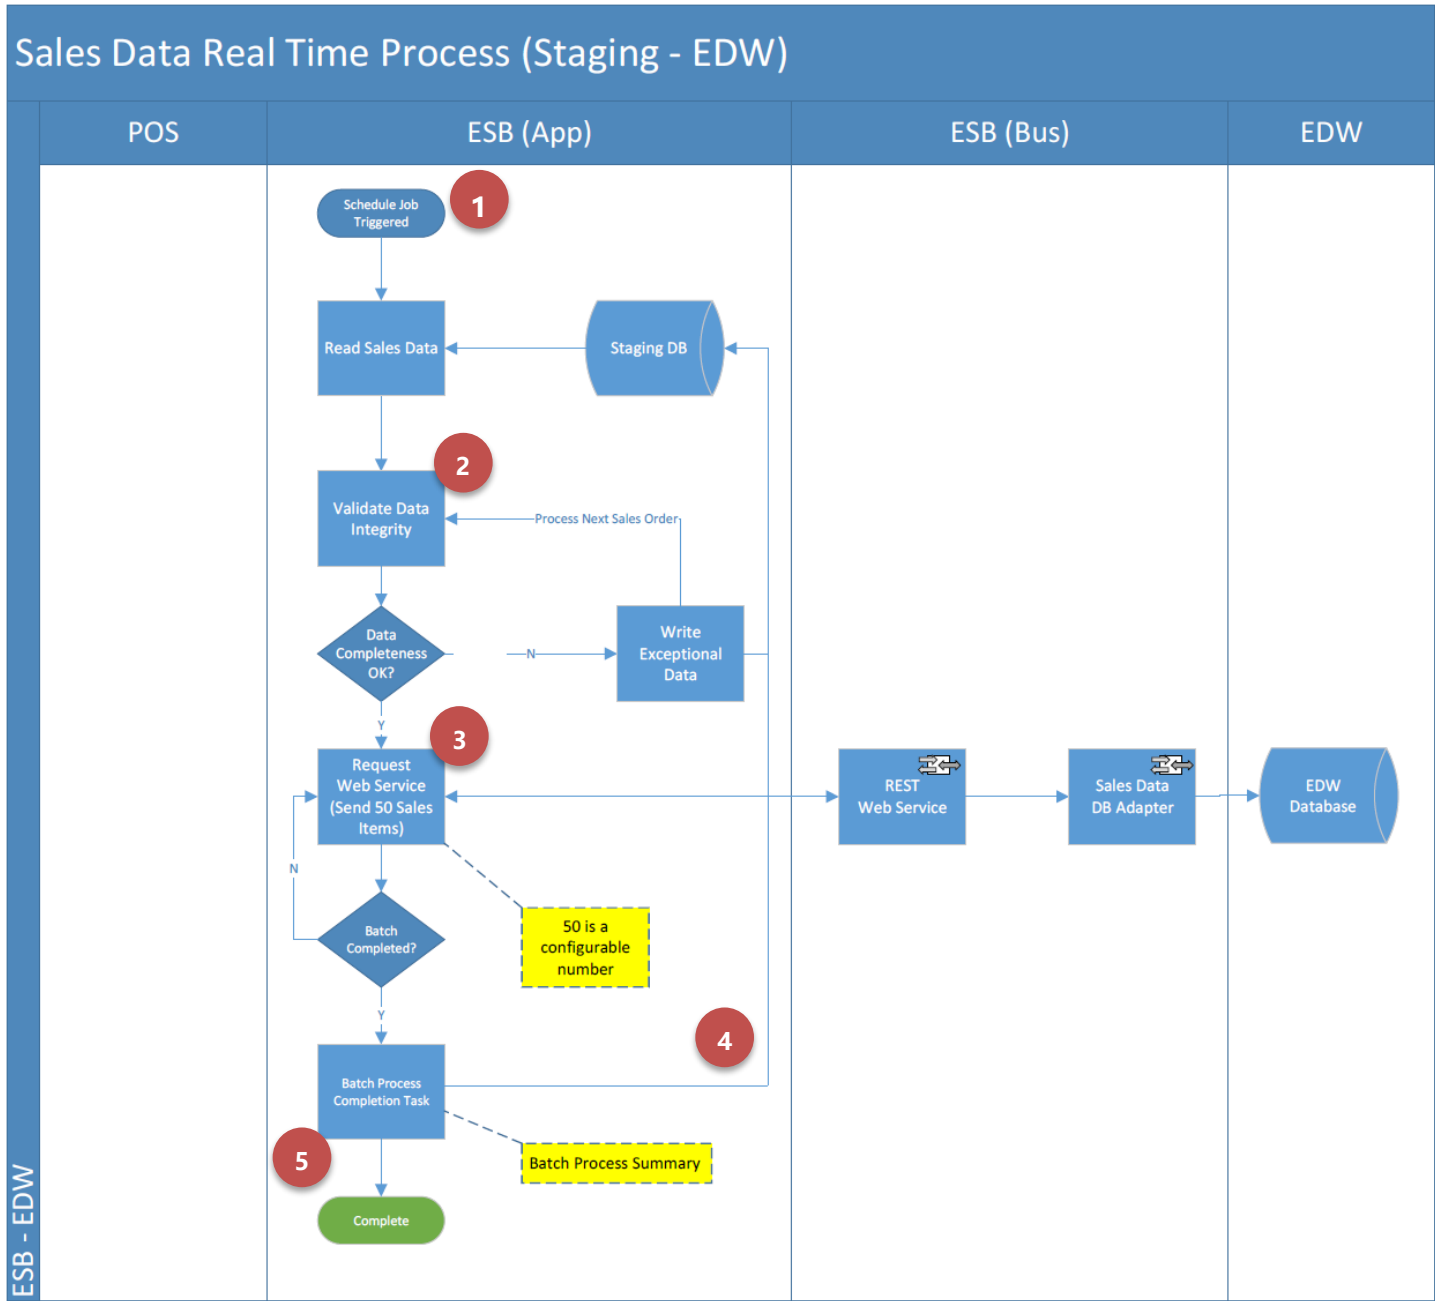 Sales Data Real Time Process (Staging - EDW)
POS
ESB (App)
ESB (Bus)
EDW
Schedule Job
Triggered
1
Read Sales Data
Staging DB
2
Validate Data
Integrity
Process Next Sales Order
Data
Completeness
OK?
N
Write
Exceptional
Data
Y
3
Request
Web Service
(Send 50 Sales
Items)
REST
Web Service
Sales Data
DB Adapter
EDW
Database
N
Batch
Completed?
50 is a
configurable
number
Y
4
Batch Process
Completion Task
5
Batch Process Summary
Complete
ESB - EDW